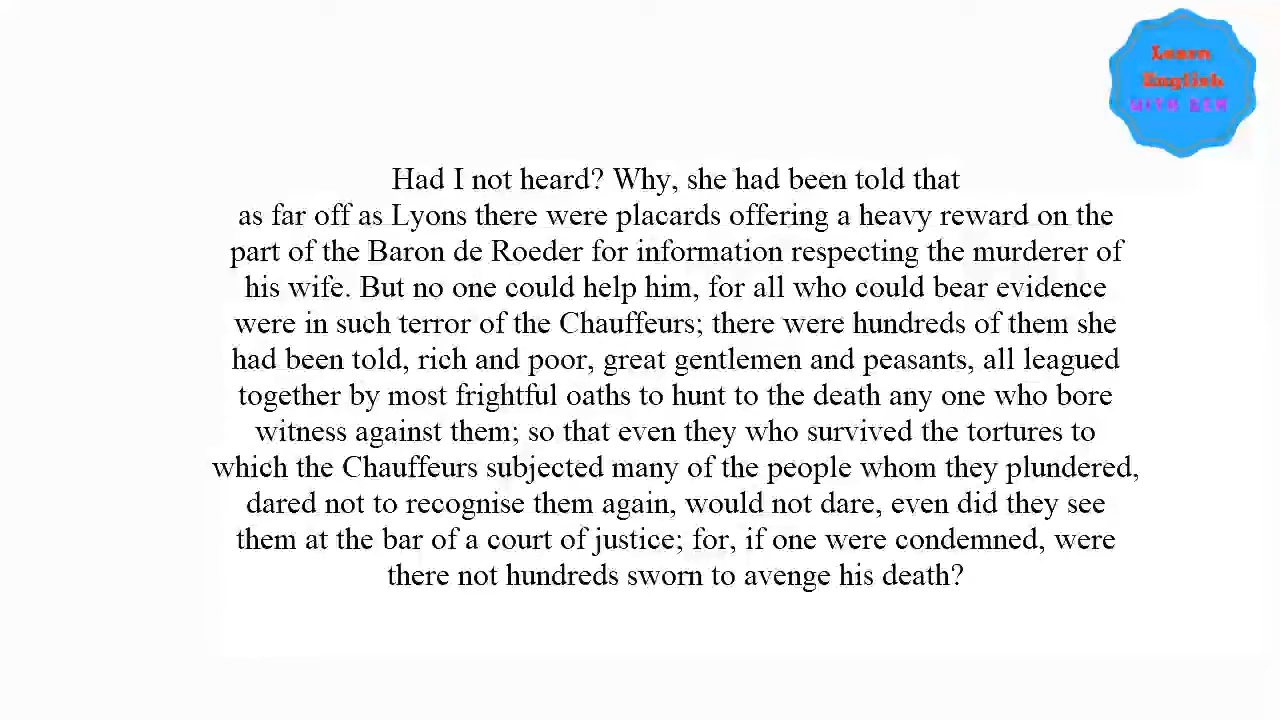 Learn
English
WITH BEN
Had I not heard? Why, she had been told that
as far off as Lyons there were placards offering a heavy reward on the
part of the Baron de Roeder for information respecting the murderer of
his wife. But no one could help him, for all who could bear evidence
were in such terror of the Chauffeurs; there were hundreds of them she
had been told, rich and poor, great gentlemen and peasants, all leagued
together by most frightful oaths to hunt to the death any one who bore
witness against them; so that even they who survived the tortures to
which the Chauffeurs subjected many of the people whom they plundered,
dared not to recognise them again, would not dare, even did they see
them at the bar of a court of justice; for, if one were condemned, were
there not hundreds sworn to avenge his death?